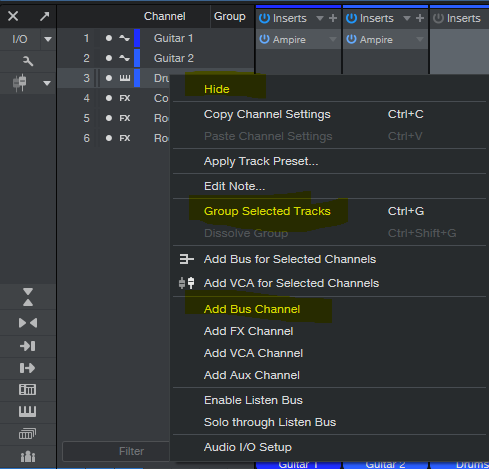 Channel Group
Inserts
Inserts
Inserts
I/O
1 Guitar 1
Ampire
Ampire
2 Guitar 2
3 Dru
4 FX Co
5 FX Ro
6 FX Ro
Hide
Copy Channel Settings Ctrl+C
Paste Channel Settings Ctrl+V
Apply Track Preset...
Edit Note...
Group Selected Tracks Ctrl+G
Dissolve Group Ctrl+Shift+G
Add Bus for Selected Channels
Add VCA for Selected Channels
Add Bus Channel
Add FX Channel
Add VCA Channel
Add Aux Channel
Enable Listen Bus
Solo through Listen Bus
Audio I/O Setup
Filter
Guitar 1 Guitar 2 Drums